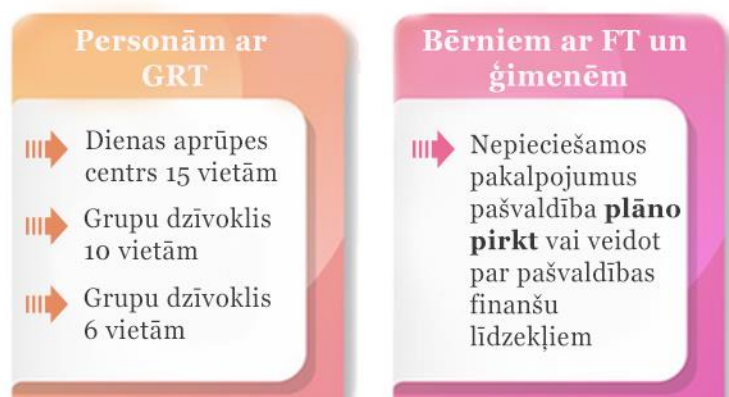 Personām ar
GRT
Dienas aprūpes
centrs 15 vietām
Grupu dzīvoklis
10 vietām
Grupu dzīvoklis
6 vietām
Bērniem ar FT un
ģimenēm
Nepieciešamos
pakalpojumus
pašvaldība plāno
pirkt vai veidot
par pašvaldības
finanšu
līdzekļiem